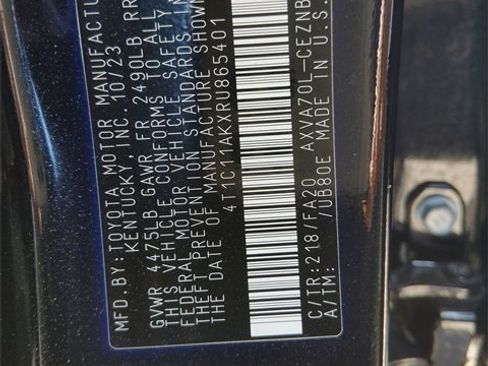 MFD. BY: TOYOTA MOTOR MANUFACTUR
KENTUCKY, INC. 10/23
GVWR 4475LB GAWR FR 2490LB RR
THIS VEHICLE CONFORMS TO ALL
FEDERAL MOTOR VEHICLE SAFETY,
THEFT PREVENTION STANDARDS IN
THE DATE OF MANUFACTURE SHOWN
4T1C11AKXRU865401
C/TR: 218/FA20 AXVA70L-CEZNB
A/TM: /UB80E MADE IN U.S.